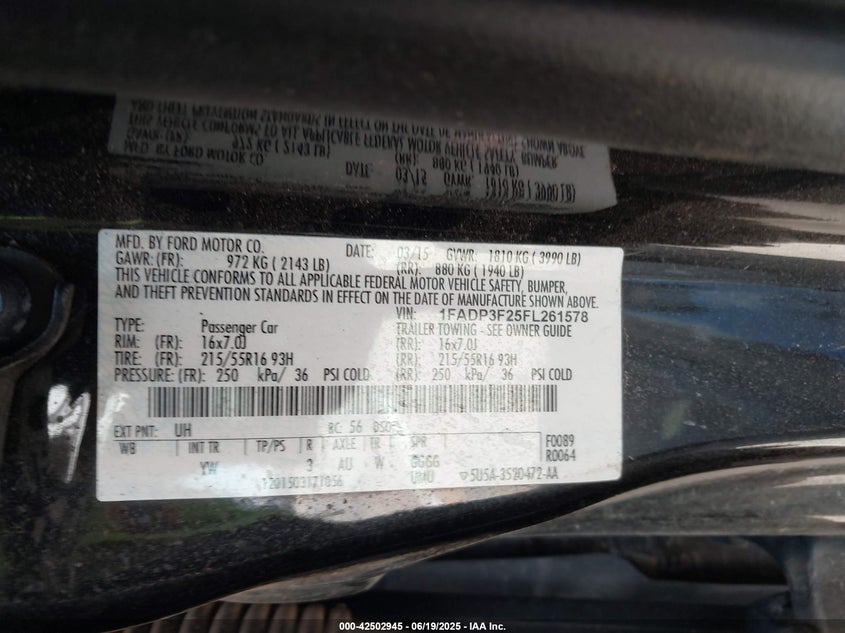 MFD. BY FORD MOTOR CO. DATE: 03/15 GVWR: 1810 KG ( 3990 LB)
GAWR: (FR): 972 KG ( 2143 LB) (RR): 880 KG ( 1940 LB)
THIS VEHICLE CONFORMS TO ALL APPLICABLE FEDERAL MOTOR VEHICLE SAFETY, BUMPER,
AND THEFT PREVENTION STANDARDS IN EFFECT ON THE DATE OF MANUFACTURE SHOWN ABOVE.
VIN: 1FADP3F25FL261578
TYPE: Passenger Car TRAILER TOWING - SEE OWNER GUIDE
RIM: (FR): 16x7.0J (RR): 16x7.0J
TIRE: (FR): 215/55R16 93H (RR): 215/55R16 93H
PRESSURE: (FR): 250 kPa/ 36 PSI COLD (RR): 250 kPa/ 36 PSI COLD
EXT PNT: UH RC: 56 DSO:
WB INT TR TP/PS R AXLE TR SPR F0089
YW 3 AU W GGGG R0064
5U5A-3520472-AA
000-42502945 - 06/19/2025 - IAA Inc.